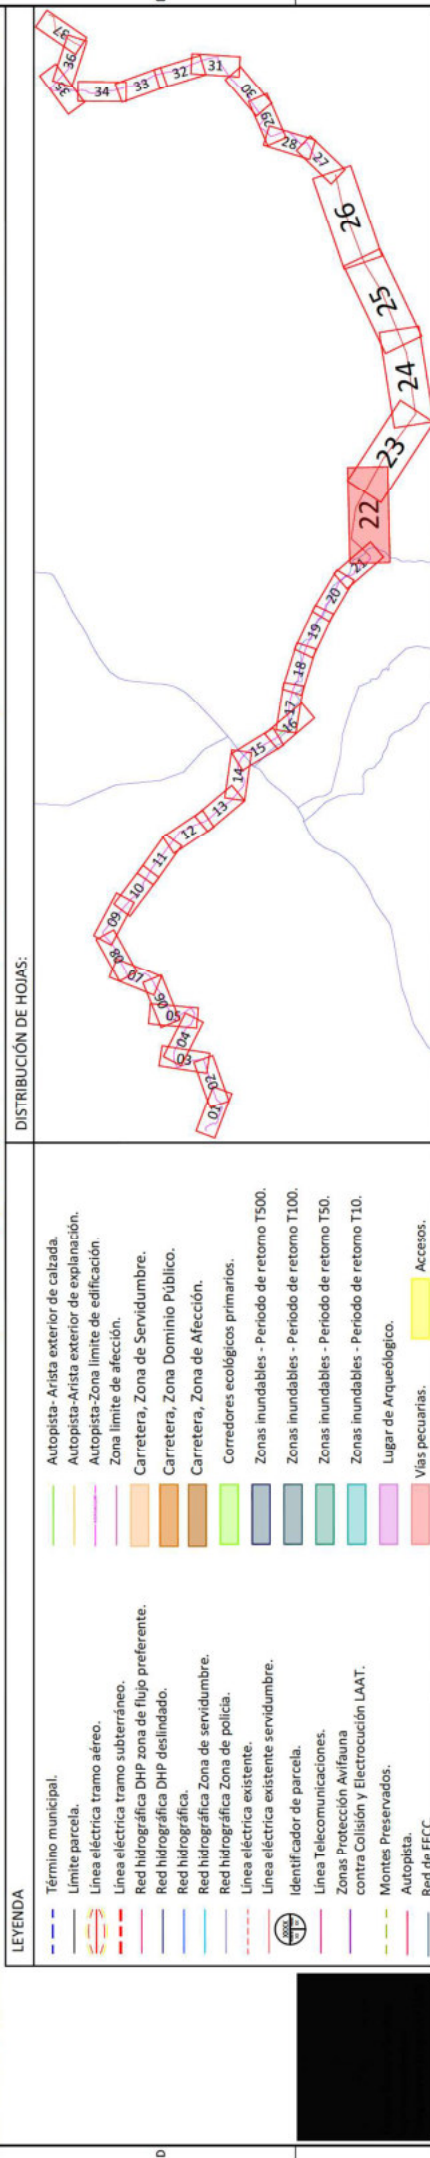 LEYENDA
Término municipal.
Límite parcela.
Línea eléctrica tramo aéreo.
Línea eléctrica tramo subterráneo.
Red hidrográfica DHP zona de flujo preferente.
Red hidrográfica DHP deslindado.
Red hidrográfica.
Red hidrográfica Zona de servidumbre.
Red hidrográfica Zona de policia.
Línea eléctrica existente.
Línea eléctrica existente servidumbre.
Identificador de parcela.
Línea Telecomunicaciones.
Zonas Protección Avifauna
contra Colisión y Electrocución LAAT.
Montes Preservados.
Autopista.
Red de FFCC.
Autopista- Arista exterior de calzada.
Autopista-Arista exterior de explanación.
Autopista-Zona limite de edificación
Zona limite de afección.
Carretera, Zona de Servidumbre.
Carretera, Zona Dominio Público.
Carretera, Zona de Afección.
Corredores ecológicos primarios.
Zonas inundables - Periodo de retorno T500.
Zonas inundables - Periodo de retorno T100.
Zonas inundables - Periodo de retorno T50.
Zonas inundables - Periodo de retorno T10.
Lugar de Arqueologico.
Vías pecuarias.
Accesos.
DISTRIBUCIÓN DE HOJAS:
01
02
03
04
05
06
07
08
09
10
11
12
13
14
15
16
17
18
19
20
21
22
23
24
25
26
27
28
29
30
31
32
33
34
35
36
37
D